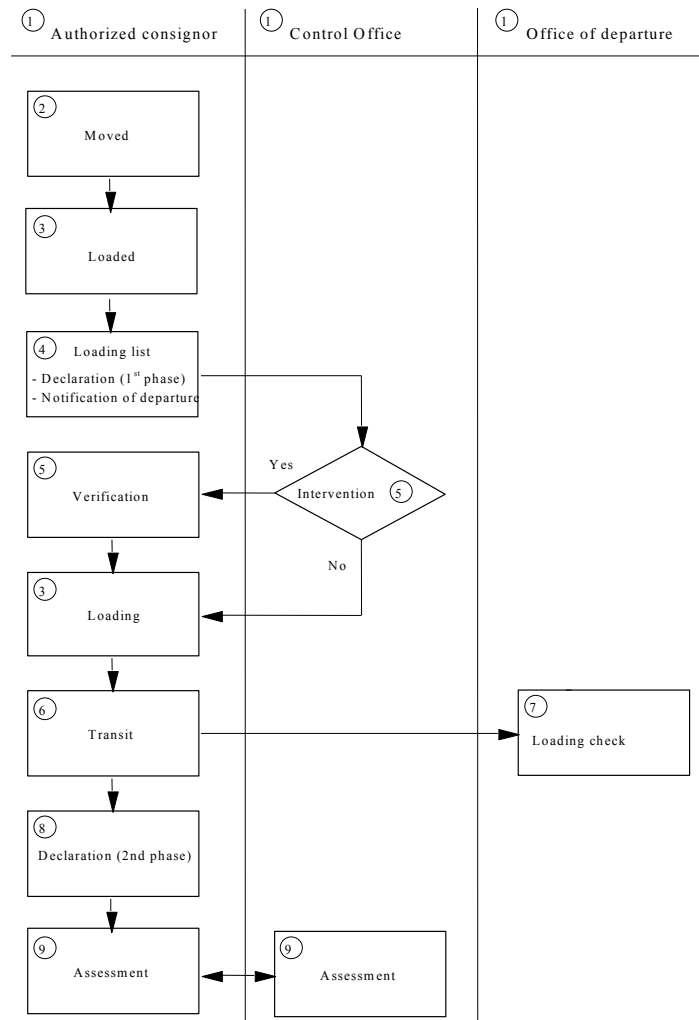 1 Authorized consignor
1 Control Office
1 Office of departure
2
Moved
3
Loaded
4
Loading list
- Declaration (1st phase)
- Notification of departure
Yes
5
Verification
Intervention 5
No
3
Loading
6
Transit
7
Loading check
8
Declaration (2nd phase)
9
Assessment
9
Assessment